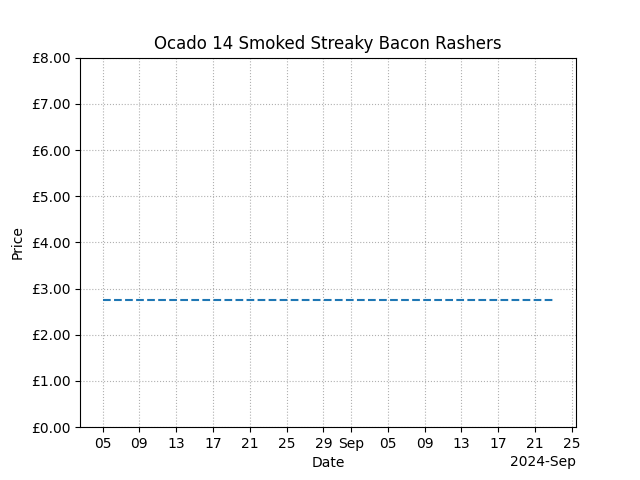 Ocado 14 Smoked Streaky Bacon Rashers
£8.00
£7.00
£6.00
£5.00
£4.00
£3.00
£2.00
£1.00
£0.00
Price
05 09 13 17 21 25 29 Sep 05 09 13 17 21 25
Date
2024-Sep